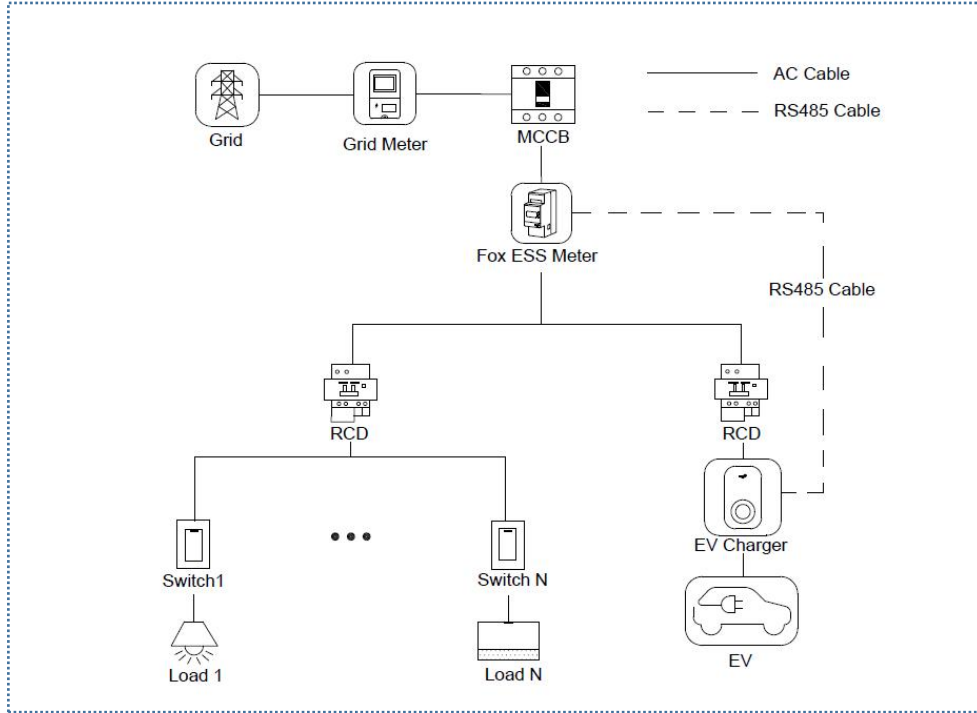 AC Cable
RS485 Cable
Grid
Grid Meter
MCCB
Fox ESS Meter
RS485 Cable
RCD
RCD
EV Charger
Switch1
Switch N
Load 1
Load N
EV